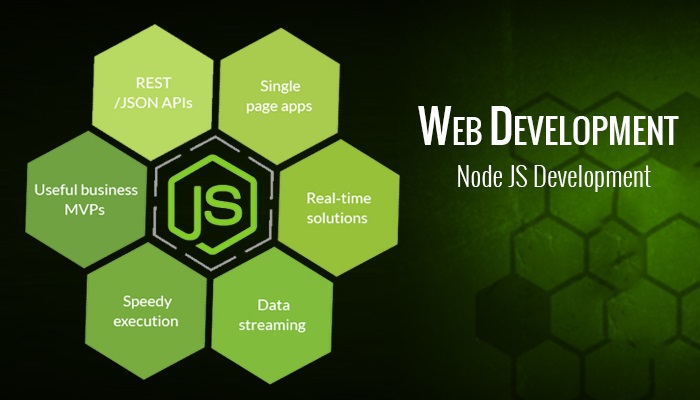 REST
/JSON APIs
Single
page apps
Useful business
MVPs
JS
Real-time
solutions
Speedy
execution
Data
streaming
WEB DEVELOPMENT
Node JS Development